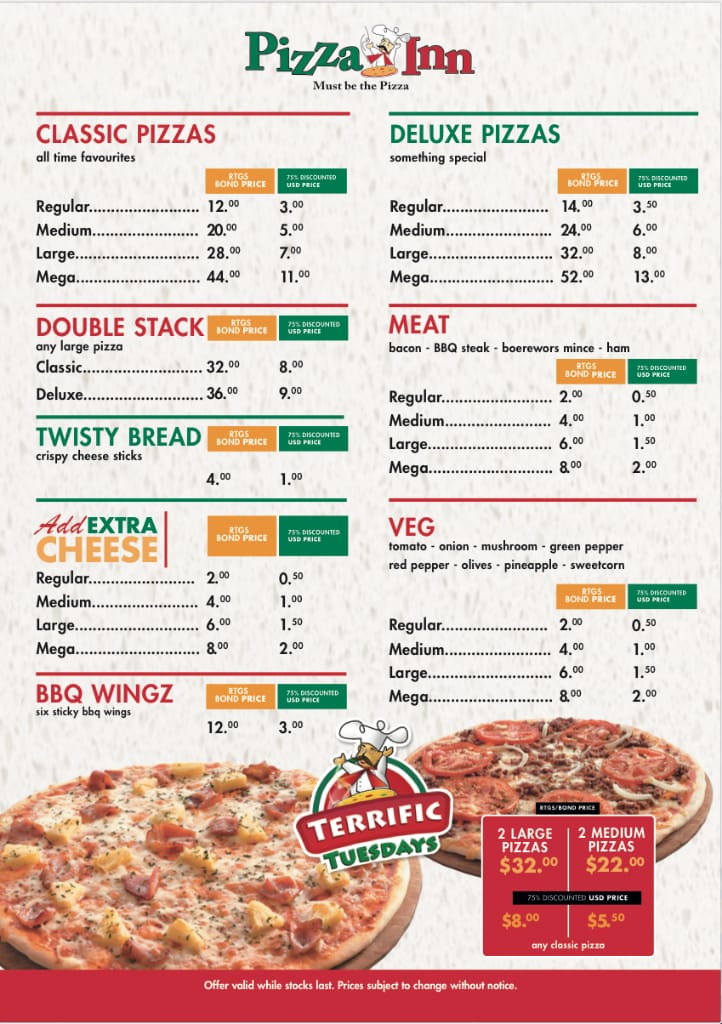 Pizza Inn
Must be the Pizza
CLASSIC PIZZAS
all time favourites
RTGS BOND PRICE 75% DISCOUNTED USD PRICE
Regular........................ 12.00 3.00
Medium........................ 20.00 5.00
Large........................... 28.00 7.00
Mega........................... 44.00 11.00
DOUBLE STACK
any large pizza
RTGS BOND PRICE 75% DISCOUNTED USD PRICE
Classic.......................... 32.00 8.00
Deluxe.......................... 36.00 9.00
TWISTY BREAD
crispy cheese sticks
RTGS BOND PRICE 75% DISCOUNTED USD PRICE
4.00 1.00
Add EXTRA
CHEESE
RTGS BOND PRICE 75% DISCOUNTED USD PRICE
Regular....................... 2.00 0.50
Medium....................... 4.00 1.00
Large........................... 6.00 1.50
Mega........................... 8.00 2.00
BBQ WINGZ
six sticky bbq wings
RTGS BOND PRICE 75% DISCOUNTED USD PRICE
12.00 3.00
DELUXE PIZZAS
something special
RTGS BOND PRICE 75% DISCOUNTED USD PRICE
Regular....................... 14.00 3.50
Medium....................... 24.00 6.00
Large........................... 32.00 8.00
Mega........................... 52.00 13.00
MEAT
bacon - BBQ steak - boerewors mince - ham
RTGS BOND PRICE 75% DISCOUNTED USD PRICE
Regular....................... 2.00 0.50
Medium....................... 4.00 1.00
Large........................... 6.00 1.50
Mega........................... 8.00 2.00
VEG
tomato - onion - mushroom - green pepper
red pepper - olives - pineapple - sweetcorn
RTGS BOND PRICE 75% DISCOUNTED USD PRICE
Regular....................... 2.00 0.50
Medium....................... 4.00 1.00
Large........................... 6.00 1.50
Mega........................... 8.00 2.00
TERRIFIC
TUESDAYS
RTGS/BOND PRICE
2 LARGE PIZZAS 2 MEDIUM PIZZAS
$32.00 $22.00
75% DISCOUNTED USD PRICE
$8.00 $5.50
any classic pizza
Offer valid while stocks last. Prices subject to change without notice.